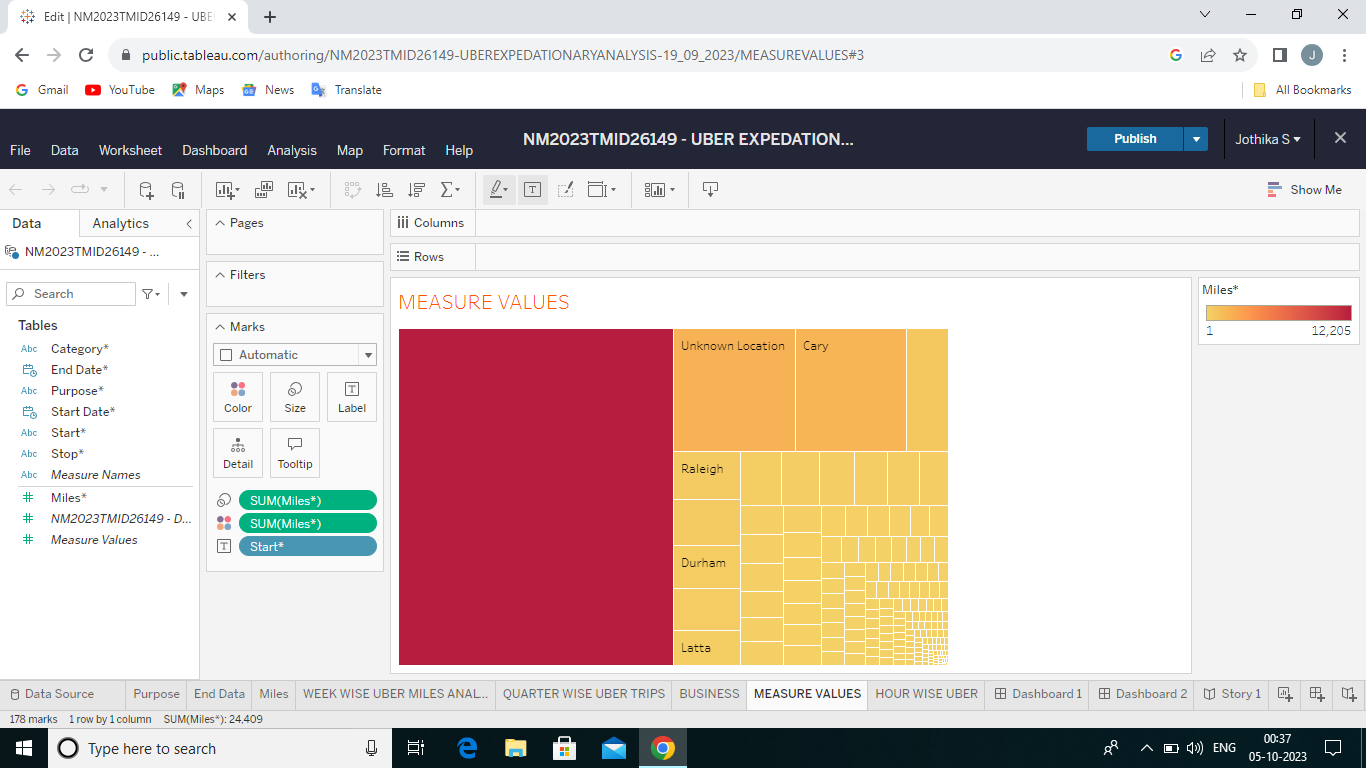 Edit | NM2023TMID26149 - UBE
public.tableau.com/authoring/NM2023TMID26149-UBEREXPEDATIONARYANALYSIS-19_09_2023/MEASUREVALUES#3
J
Gmail YouTube Maps News Translate All Bookmarks
NM2023TMID26149 - UBER EXPEDATION...
File Data Worksheet Dashboard Analysis Map Format Help
Publish
Jothika S
Show Me
Data Analytics
NM2023TMID26149 - ...
Search
Tables
Abc Category*
End Date*
Abc Purpose*
Start Date*
Abc Start*
Abc Stop*
Abc Measure Names
# Miles*
# NM2023TMID26149 - D...
# Measure Values
Pages
Filters
Marks
Automatic
Color Size Label
Detail Tooltip
SUM(Miles*)
SUM(Miles*)
Start*
Columns
Rows
MEASURE VALUES
Unknown Location
Cary
Raleigh
Durham
Latta
Miles*
1 12,205
Data Source Purpose End Data Miles WEEK WISE UBER MILES ANAL... QUARTER WISE UBER TRIPS BUSINESS MEASURE VALUES HOUR WISE UBER Dashboard 1 Dashboard 2 Story 1
178 marks 1 row by 1 column SUM(Miles*): 24,409
Type here to search
ENG
00:37
05-10-2023